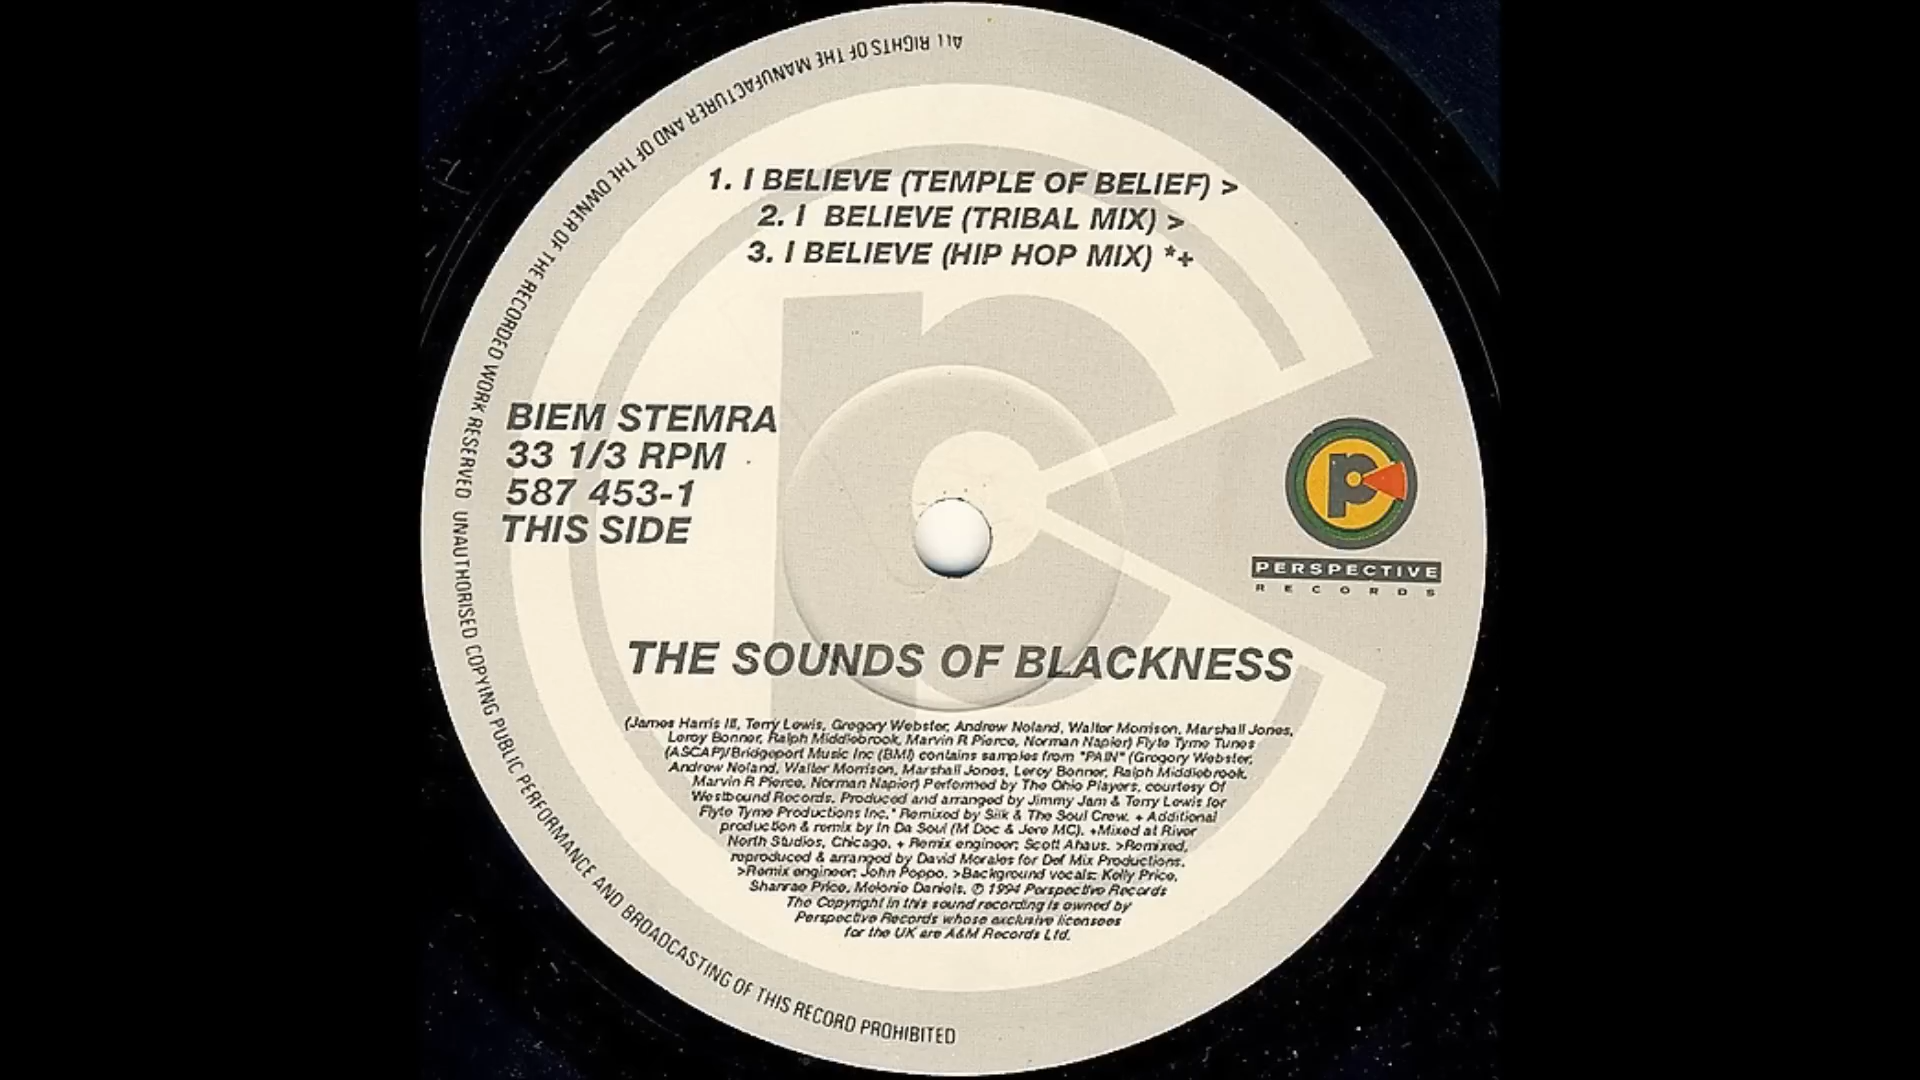 1. I BELIEVE (TEMPLE OF BELIEF) >
2. I BELIEVE (TRIBAL MIX) >
3. I BELIEVE (HIP HOP MIX) *+
BIEM STEMRA
33 1/3 RPM
587 453-1
THIS SIDE
PERSPECTIVE
RECORDS
THE SOUNDS OF BLACKNESS
(James Harris III, Terry Lewis, Gregory Webster, Andrew Noland, Walter Morrison, Marshall Jones,
Leroy Bonner, Ralph Middlebrook, Marvin R Pierce, Norman Napier) Flyte Tyme Tunes
(ASCAP)/Bridgeport Music Inc (BMI) contains samples from "PAIN" (Gregory Webster,
Andrew Noland, Walter Morrison, Marshall Jones, Leroy Bonner, Ralph Middlebrook,
Marvin R Pierce, Norman Napier) Performed by The Ohio Players, courtesy Of
Westbound Records. Produced and arranged by Jimmy Jam & Terry Lewis for
Flyte Tyme Productions Inc.* Remixed by Silk & The Soul Crew. + Additional
production & remix by In Da Soul (M Doc & Jere MC). +Mixed at River
North Studios, Chicago. + Remix engineer: Scott Ahaus. >Remixed,
reproduced & arranged by David Morales for Def Mix Productions.
>Remix engineer: John Poppo. >Background vocals: Kelly Price,
Shanrae Price, Melonie Daniels. ℗ 1994 Perspective Records
The Copyright in this sound recording is owned by
Perspective Records whose exclusive licensees
for the UK are A&M Records Ltd.
ALL RIGHTS OF THE MANUFACTURER AND OF THE OWNER OF THE RECORDED WORK RESERVED UNAUTHORISED COPYING PUBLIC PERFORMANCE AND BROADCASTING OF THIS RECORD PROHIBITED